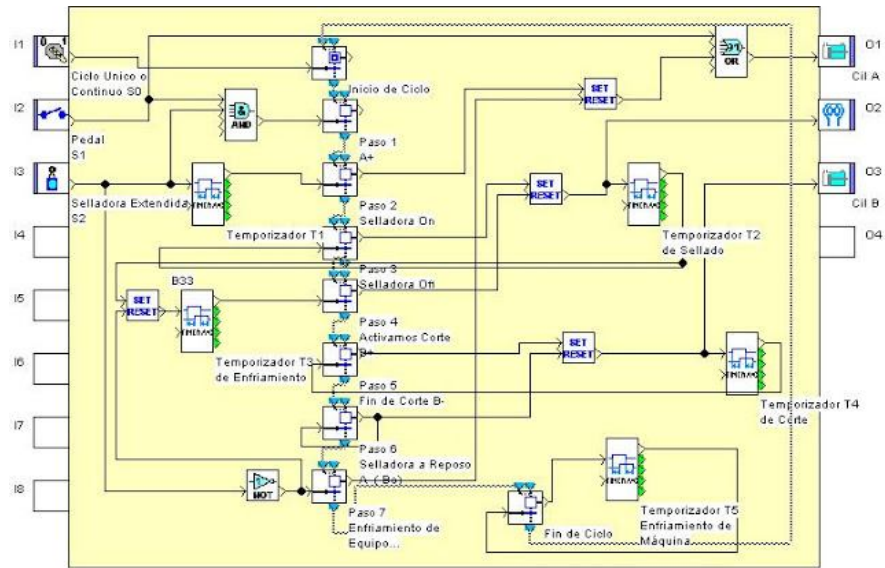 I1
0 1
Ciclo Unico o
Continuo S0
I2
Pedal
S1
I3
Selladora Extendida
S2
I4
I5
I6
I7
I8
AND
Inicio de Ciclo
Paso 1
A+
Paso 2
Selladora On
Temporizador T1
Paso 3
Selladora Off
B33
SET
RESET
Paso 4
Activamos Corte
B+
Temporizador T3
de Enfriamiento
Paso 5
Fin de Corte B-
Paso 6
Selladora a Reposo
A_(Bo)
NOT
Paso 7
Enfriamiento de
Equipo...
Fin de Ciclo
SET
RESET
SET
RESET
SET
RESET
OR
Temporizador T2
de Sellado
Temporizador T4
de Corte
Temporizador T5
Enfriamiento de
Máquina
O1
Cil A
O2
O3
Cil B
O4